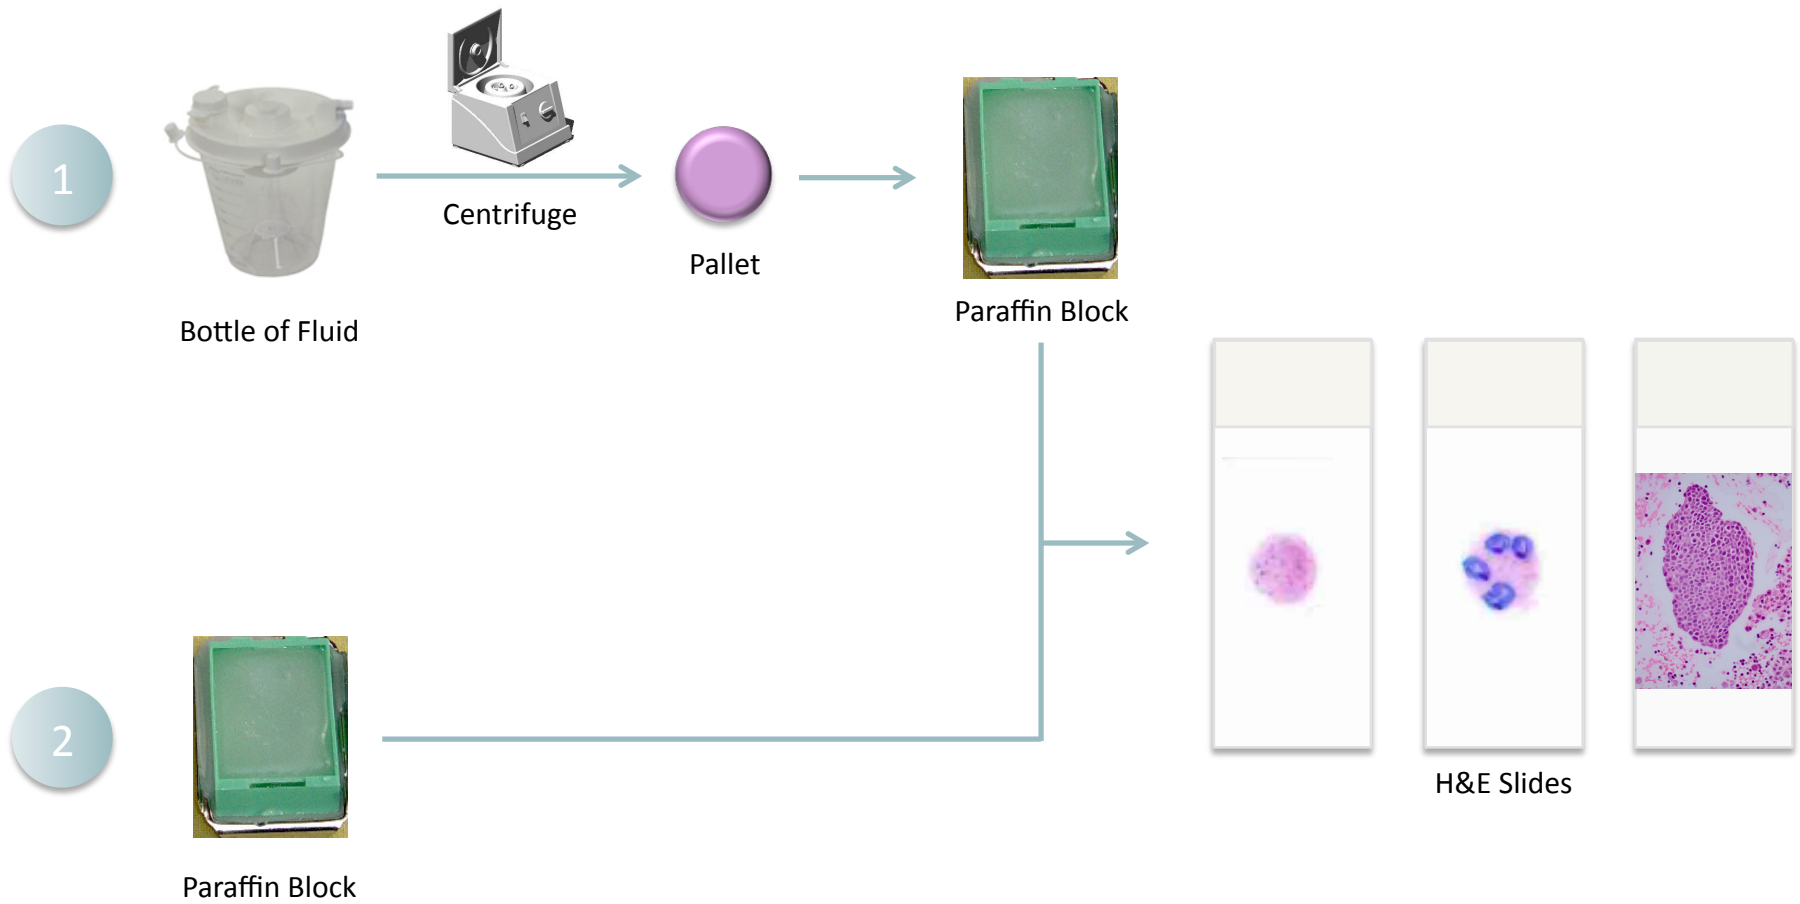 1
Centrifuge
Pallet
Bottle of Fluid
Paraffin Block
2
Paraffin Block
H&E Slides